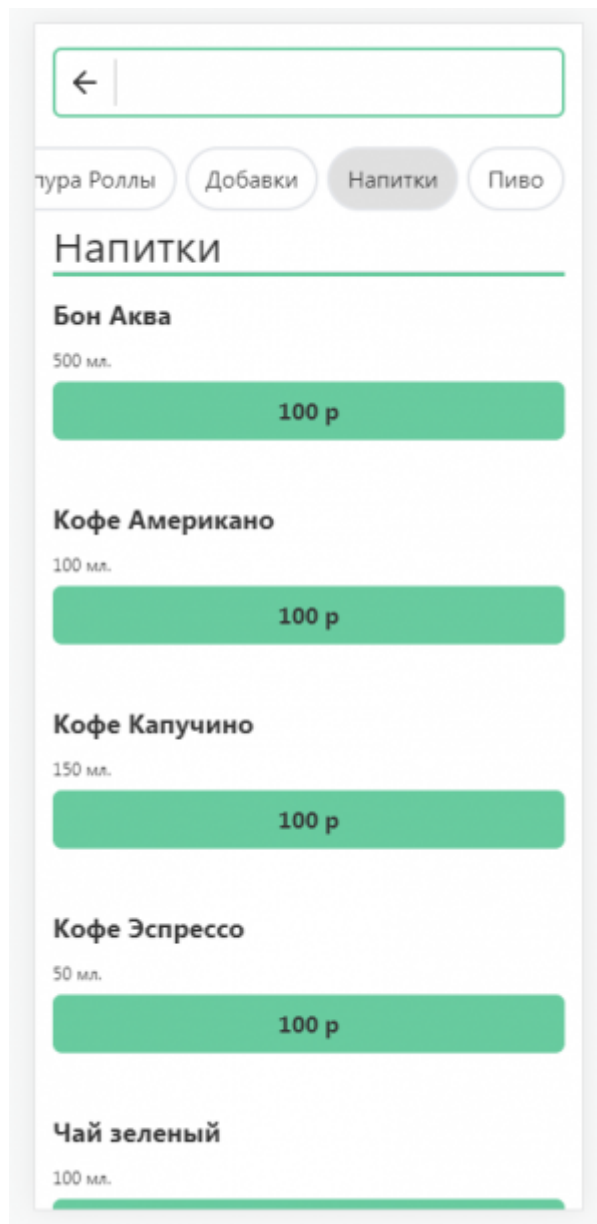 пура Роллы Добавки Напитки Пиво
Напитки
Бон Аква
500 мл.
100 р
Кофе Американо
100 мл.
100 р
Кофе Капучино
150 мл.
100 р
Кофе Эспрессо
50 мл.
100 р
Чай зеленый
100 мл.